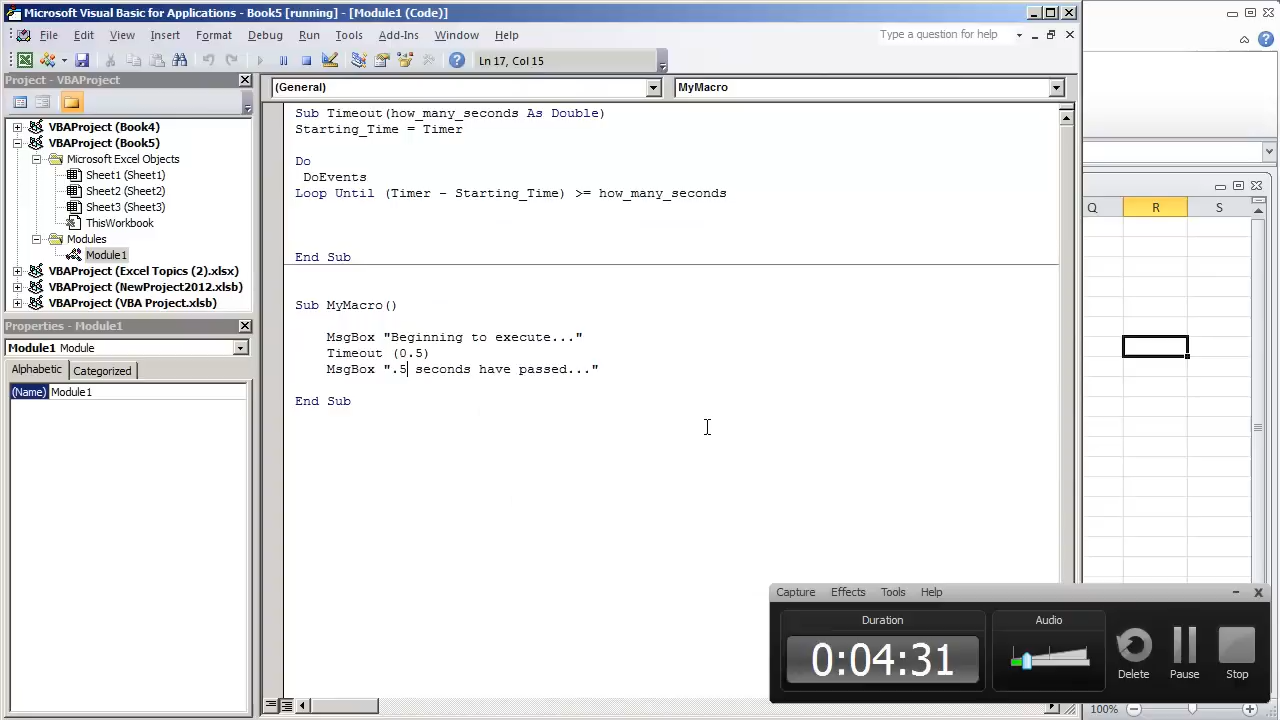 Microsoft Visual Basic for Applications - Book5 [running] - [Module1 (Code)]
File Edit View Insert Format Debug Run Tools Add-Ins Window Help
Type a question for help
Ln 17, Col 15
Project - VBAProject
(General)
MyMacro
VBAProject (Book4)
VBAProject (Book5)
Microsoft Excel Objects
Sheet1 (Sheet1)
Sheet2 (Sheet2)
Sheet3 (Sheet3)
ThisWorkbook
Modules
Module1
VBAProject (Excel Topics (2).xlsx)
VBAProject (NewProject2012.xlsb)
VBAProject (VBA Project.xlsb)
Properties - Module1
Module1 Module
Alphabetic Categorized
(Name) Module1
Sub Timeout(how_many_seconds As Double)
Starting_Time = Timer
Do
DoEvents
Loop Until (Timer - Starting_Time) >= how_many_seconds
End Sub
Sub MyMacro()
MsgBox "Beginning to execute..."
Timeout (0.5)
MsgBox ".5 seconds have passed..."
End Sub
Q R S
Capture Effects Tools Help
Duration
0:04:31
Audio
Delete
Pause
Stop
100%